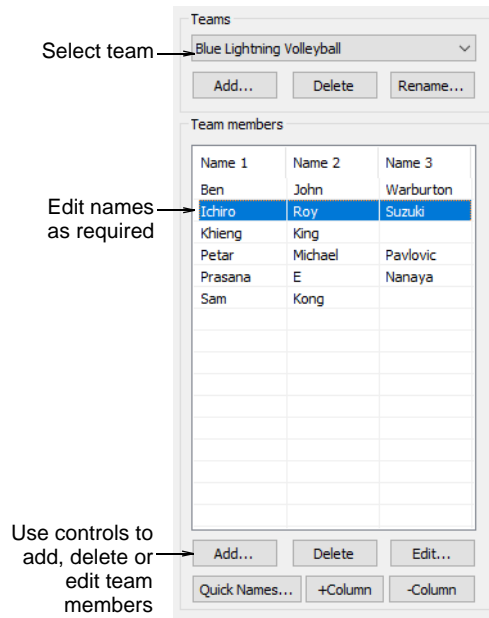 Teams
Select team
Blue Lightning Volleyball
Add... Delete Rename...
Team members
Name 1 Name 2 Name 3
Ben John Warburton
Edit names
as required
Ichiro Roy Suzuki
Khieng King
Petar Michael Pavlovic
Prasana E Nanaya
Sam Kong
Use controls to
add, delete or
edit team
members
Add... Delete Edit...
Quick Names... +Column -Column